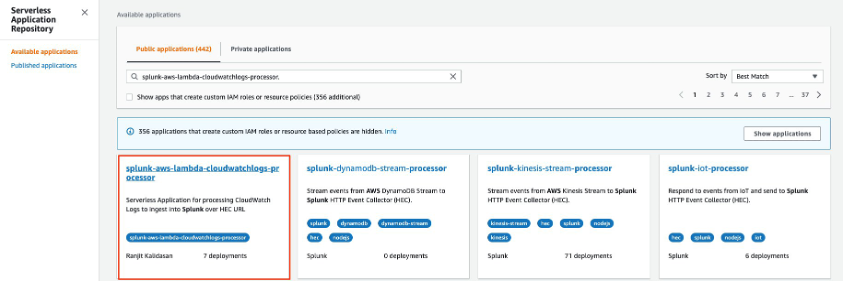 Serverless
Application
Repository
Available applications
Published applications
Available applications
Public applications (442)
Private applications
splunk-aws-lambda-cloudwatchlogs-processor.
Sort by
Best Match
Show apps that create custom IAM roles or resource policies (356 additional)
1 2 3 4 5 6 7 ... 37
356 applications that create custom IAM roles or resource based policies are hidden. Info
Show applications
splunk-aws-lambda-cloudwatchlogs-pr
ocessor
Serverless Application for processing CloudWatch
Logs to ingest into Splunk over HEC URL
splunk-aws-lambda-cloudwatchlogs-processor
Ranjit Kalidasan 7 deployments
splunk-dynamodb-stream-processor
Stream events from AWS DynamoDB Stream to
Splunk HTTP Event Collector (HEC).
splunk dynamodb dynamodb-stream
hec nodejs
Splunk 0 deployments
splunk-kinesis-stream-processor
Stream events from AWS Kinesis Stream to Splunk
HTTP Event Collector (HEC).
kinesis-stream hec splunk nodejs
kinesis
Splunk 71 deployments
splunk-iot-processor
Respond to events from IoT and send to Splunk
HTTP Event Collector (HEC).
hec splunk nodejs iot
Splunk 6 deployments